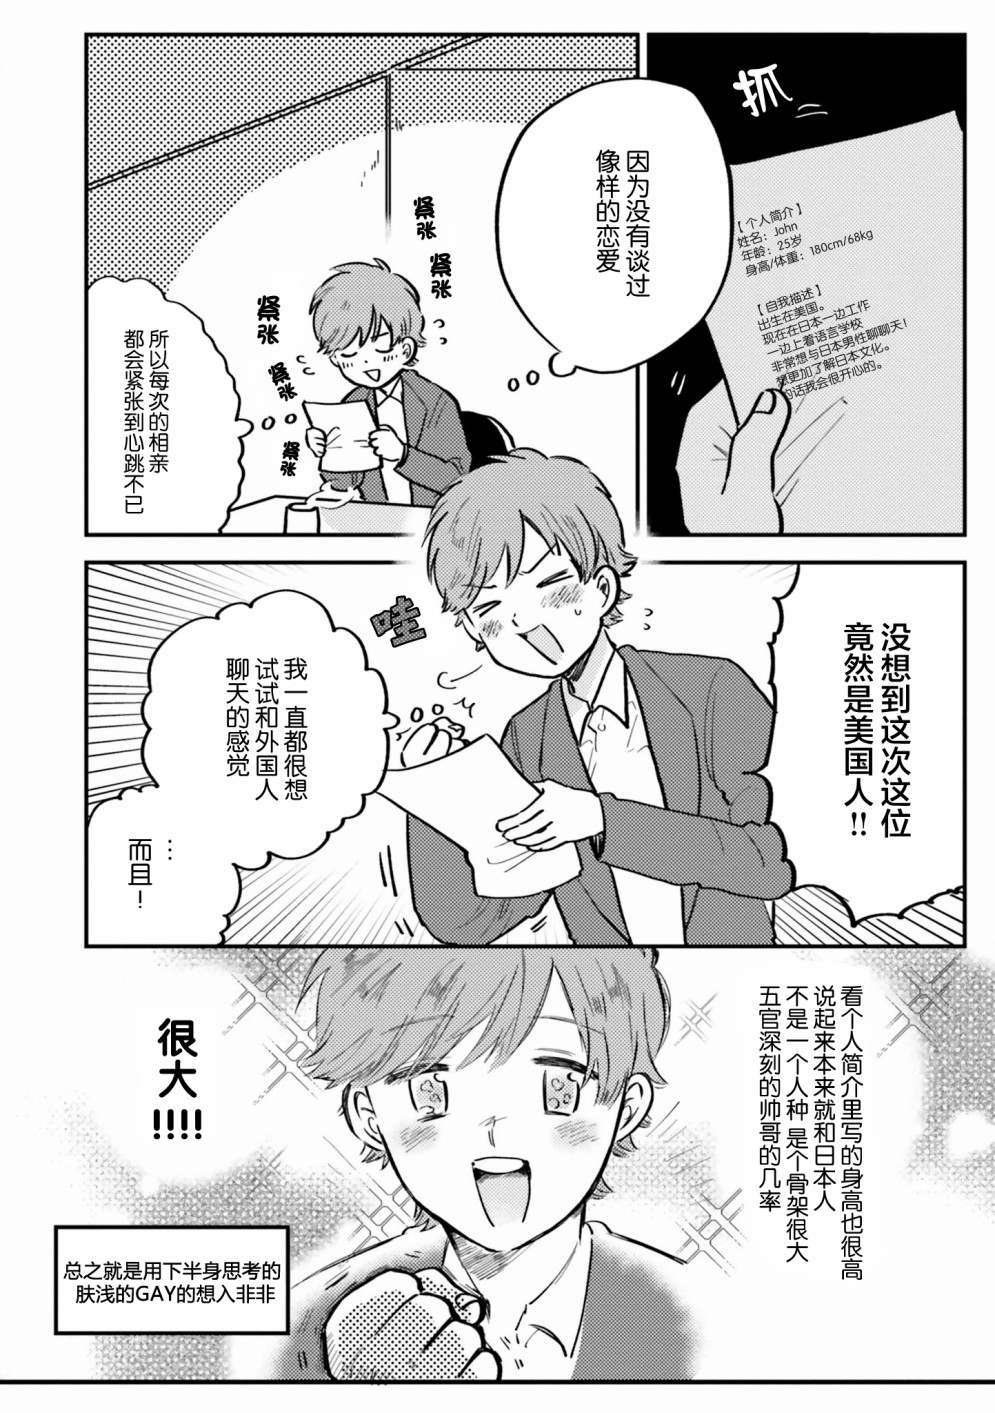 抓
【个人简介】
姓名：John
年龄：25岁
身高/体重：180cm/68kg
【自我描述】
出生在美国。
现在在日本一边工作
一边上着语言学校
非常想与日本男性聊聊天！
想更加了解日本文化。
的话我会很开心的。
因为没有谈过
像样的恋爱
紧张
紧张
紧张
紧张
紧张
所以每次的相亲
都会紧张到心跳不已
没想到这次这位
竟然是美国人!!
哇
我一直都很想
试试和外国人
聊天的感觉
…
而且！
看个人简介里写的身高也很高
说起来本来就和日本人
不是一个人种 是个骨架很大
五官深刻的帅哥的几率
很大
!!!!
总之就是用下半身思考的
肤浅的GAY的想入非非